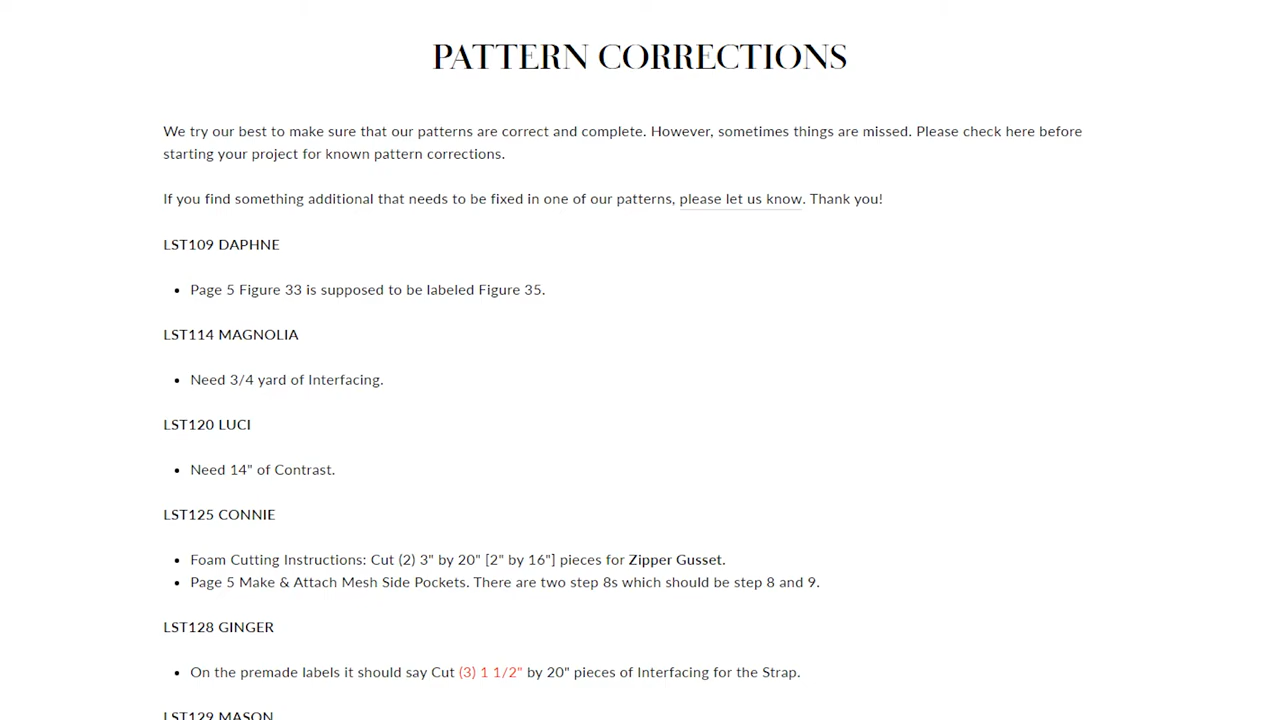 PATTERN CORRECTIONS
We try our best to make sure that our patterns are correct and complete. However, sometimes things are missed. Please check here before
starting your project for known pattern corrections.
If you find something additional that needs to be fixed in one of our patterns, please let us know. Thank you!
LST109 DAPHNE
• Page 5 Figure 33 is supposed to be labeled Figure 35.
LST114 MAGNOLIA
• Need 3/4 yard of Interfacing.
LST120 LUCI
• Need 14" of Contrast.
LST125 CONNIE
• Foam Cutting Instructions: Cut (2) 3" by 20" [2" by 16"] pieces for Zipper Gusset.
• Page 5 Make & Attach Mesh Side Pockets. There are two step 8s which should be step 8 and 9.
LST128 GINGER
• On the premade labels it should say Cut (3) 1 1/2" by 20" pieces of Interfacing for the Strap.
LST129 MASON